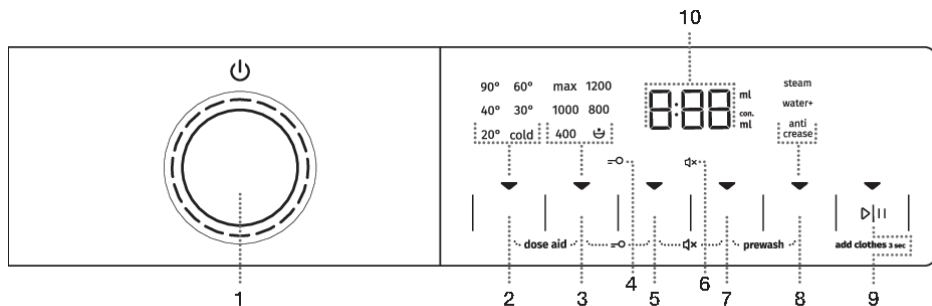 10
90° 60° max 1200 ml steam
40° 30° 1000 800 8:88 con. water+
20° cold 400 ml anti
crease
dose aid prewash add clothes 3 sec
1 2 3 4 5 6 7 8 9